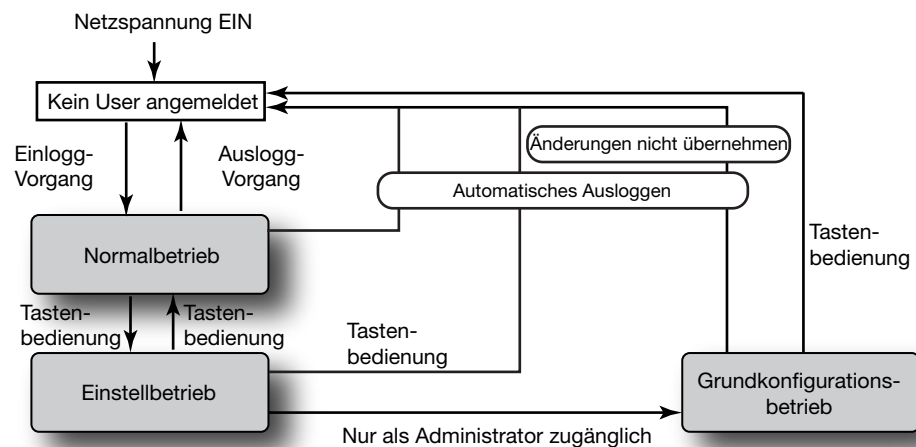 Netzspannung EIN
Kein User angemeldet
Einlogg-
Vorgang
Auslogg-
Vorgang
Änderungen nicht übernehmen
Automatisches Ausloggen
Normalbetrieb
Tasten-
bedienung
Tasten-
bedienung
Tasten-
bedienung
Tasten-
bedienung
Einstellbetrieb
Grundkonfigurations-
betrieb
Nur als Administrator zugänglich